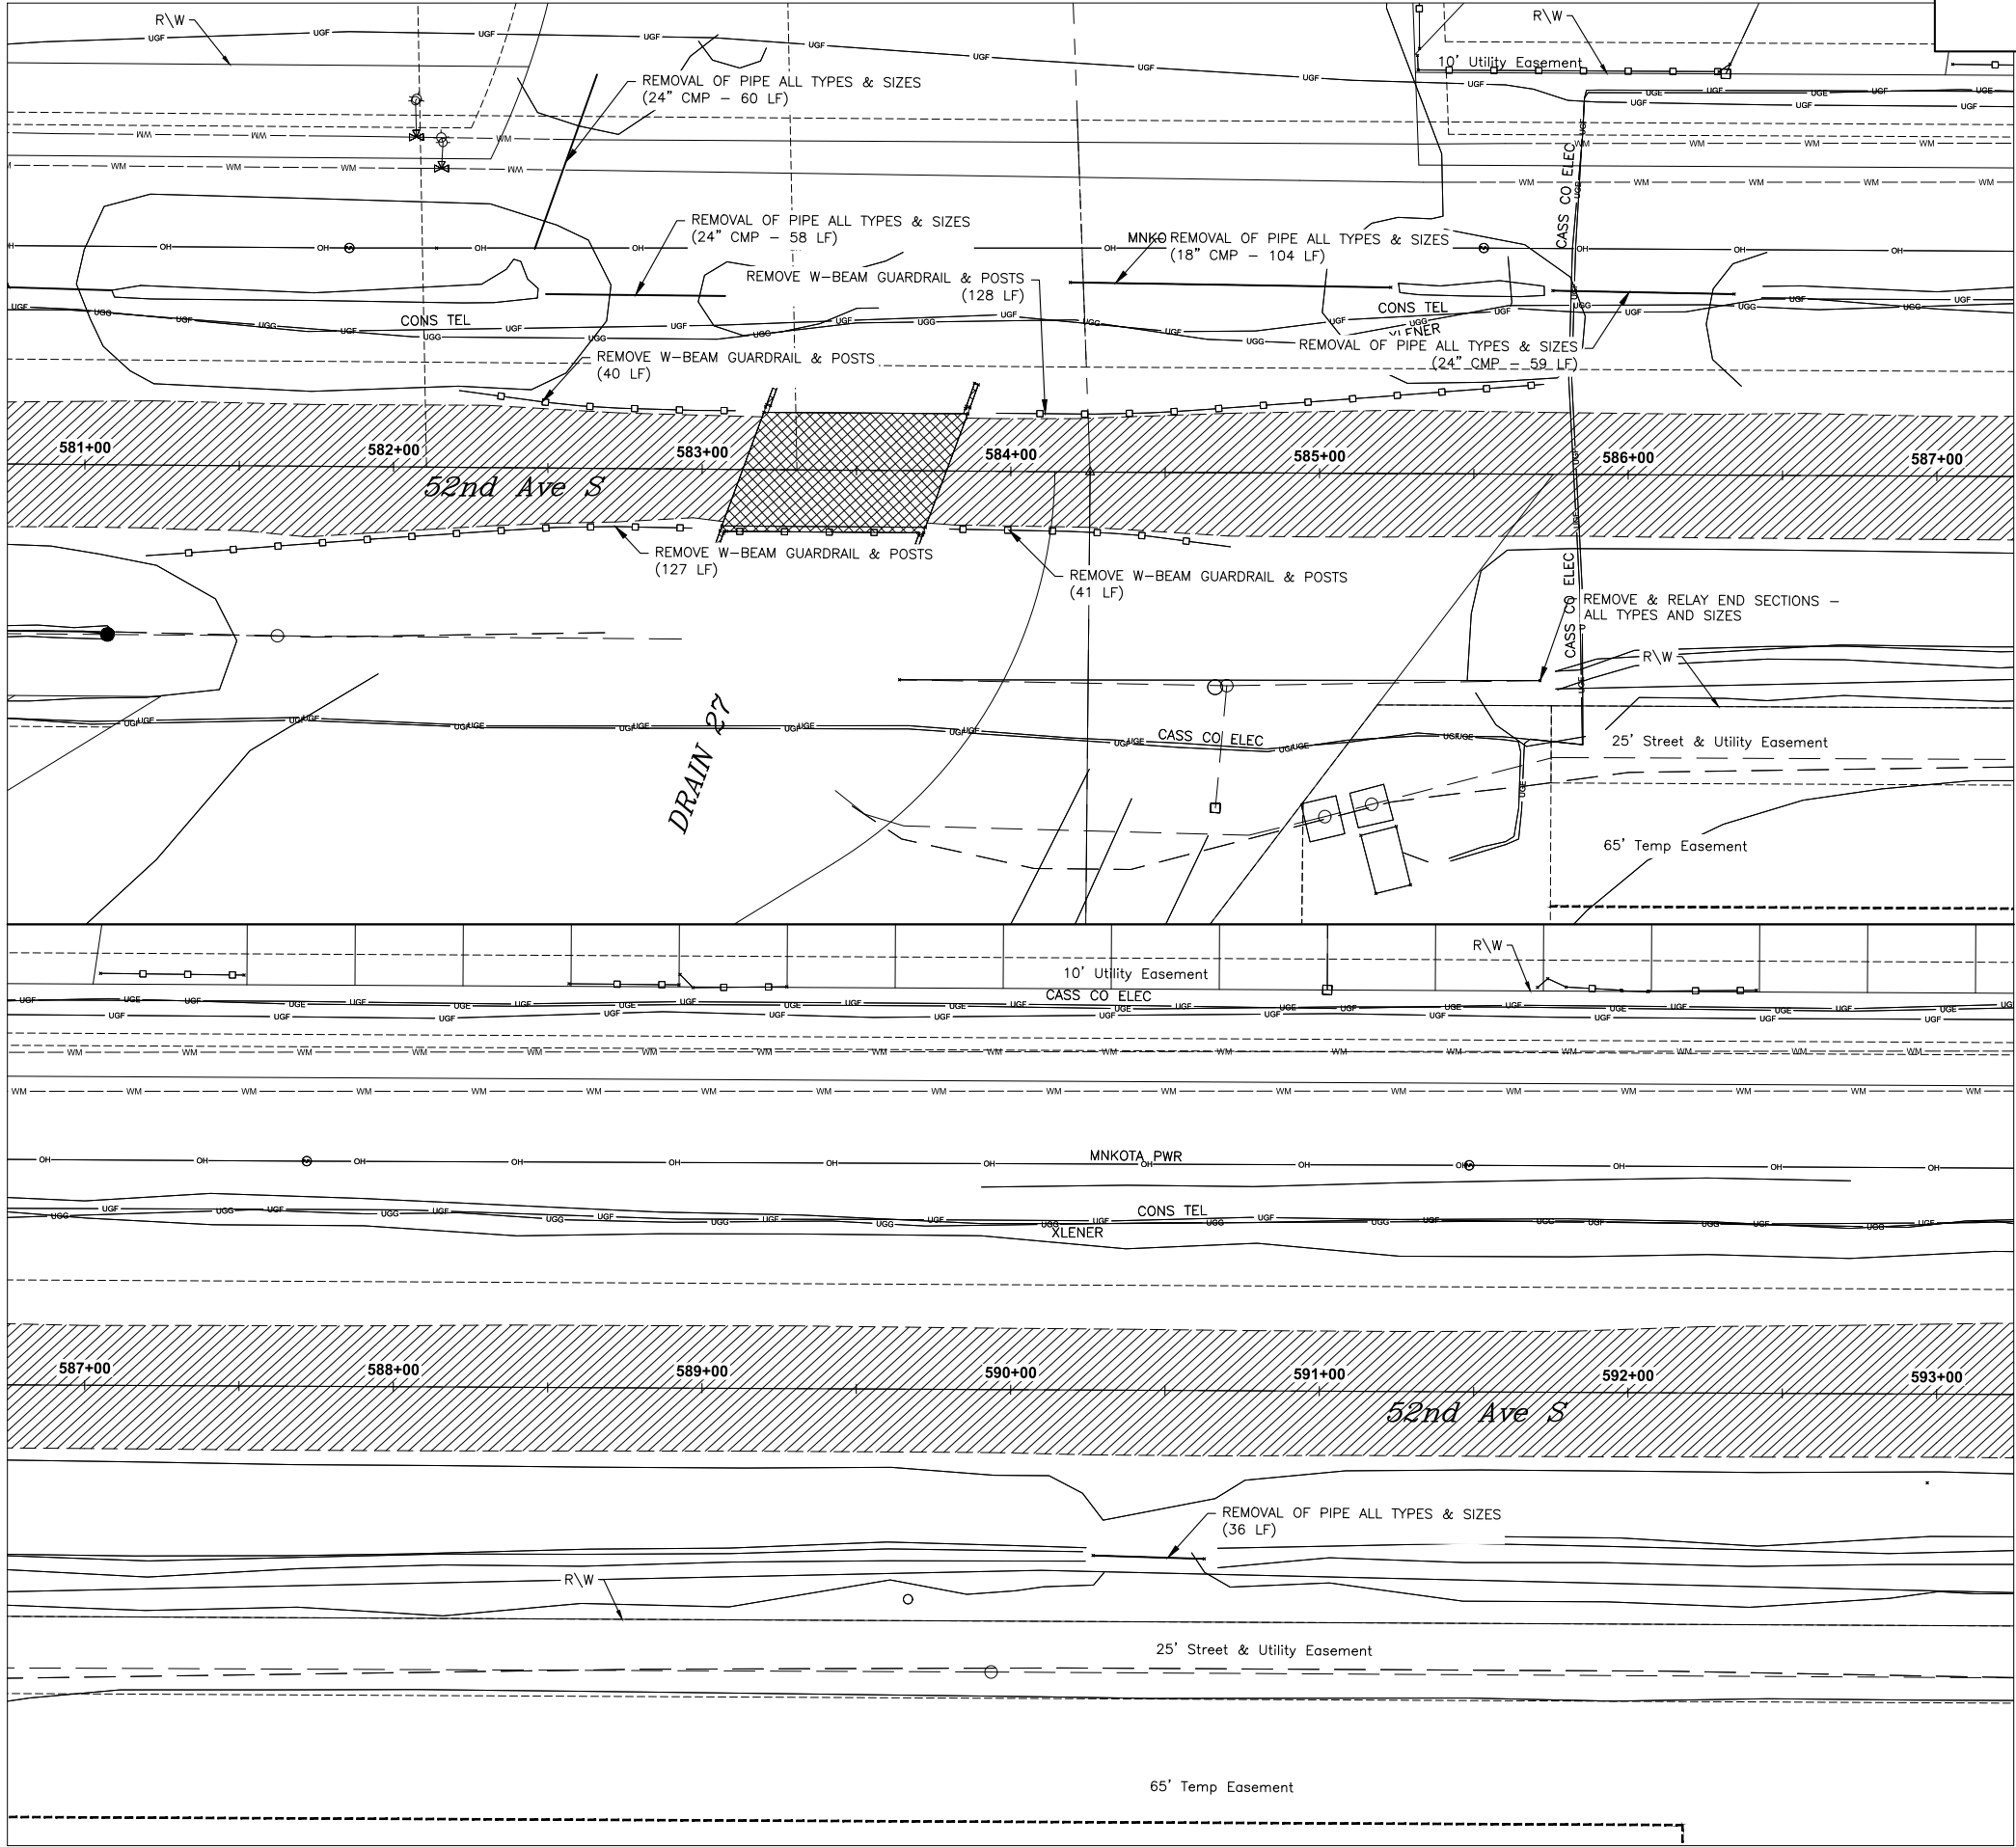 R\W
R\W
10' Utility Easement
REMOVAL OF PIPE ALL TYPES & SIZES
(24" CMP - 60 LF)
CASS CO ELEC
REMOVAL OF PIPE ALL TYPES & SIZES
(24" CMP - 58 LF)
MNKO
REMOVAL OF PIPE ALL TYPES & SIZES
(18" CMP - 104 LF)
REMOVE W-BEAM GUARDRAIL & POSTS
(128 LF)
CONS TEL
CONS TEL
XLENER
REMOVAL OF PIPE ALL TYPES & SIZES
(24" CMP - 59 LF)
REMOVE W-BEAM GUARDRAIL & POSTS
(40 LF)
581+00 582+00 583+00 584+00 585+00 586+00 587+00
52nd Ave S
REMOVE W-BEAM GUARDRAIL & POSTS
(127 LF)
REMOVE W-BEAM GUARDRAIL & POSTS
(41 LF)
CASS CO ELEC
REMOVE & RELAY END SECTIONS -
ALL TYPES AND SIZES
R\W
DRAIN 27
CASS CO ELEC
25' Street & Utility Easement
65' Temp Easement
R\W
10' Utility Easement
CASS CO ELEC
MNKOTA PWR
CONS TEL
XLENER
587+00 588+00 589+00 590+00 591+00 592+00 593+00
52nd Ave S
REMOVAL OF PIPE ALL TYPES & SIZES
(36 LF)
R\W
25' Street & Utility Easement
65' Temp Easement